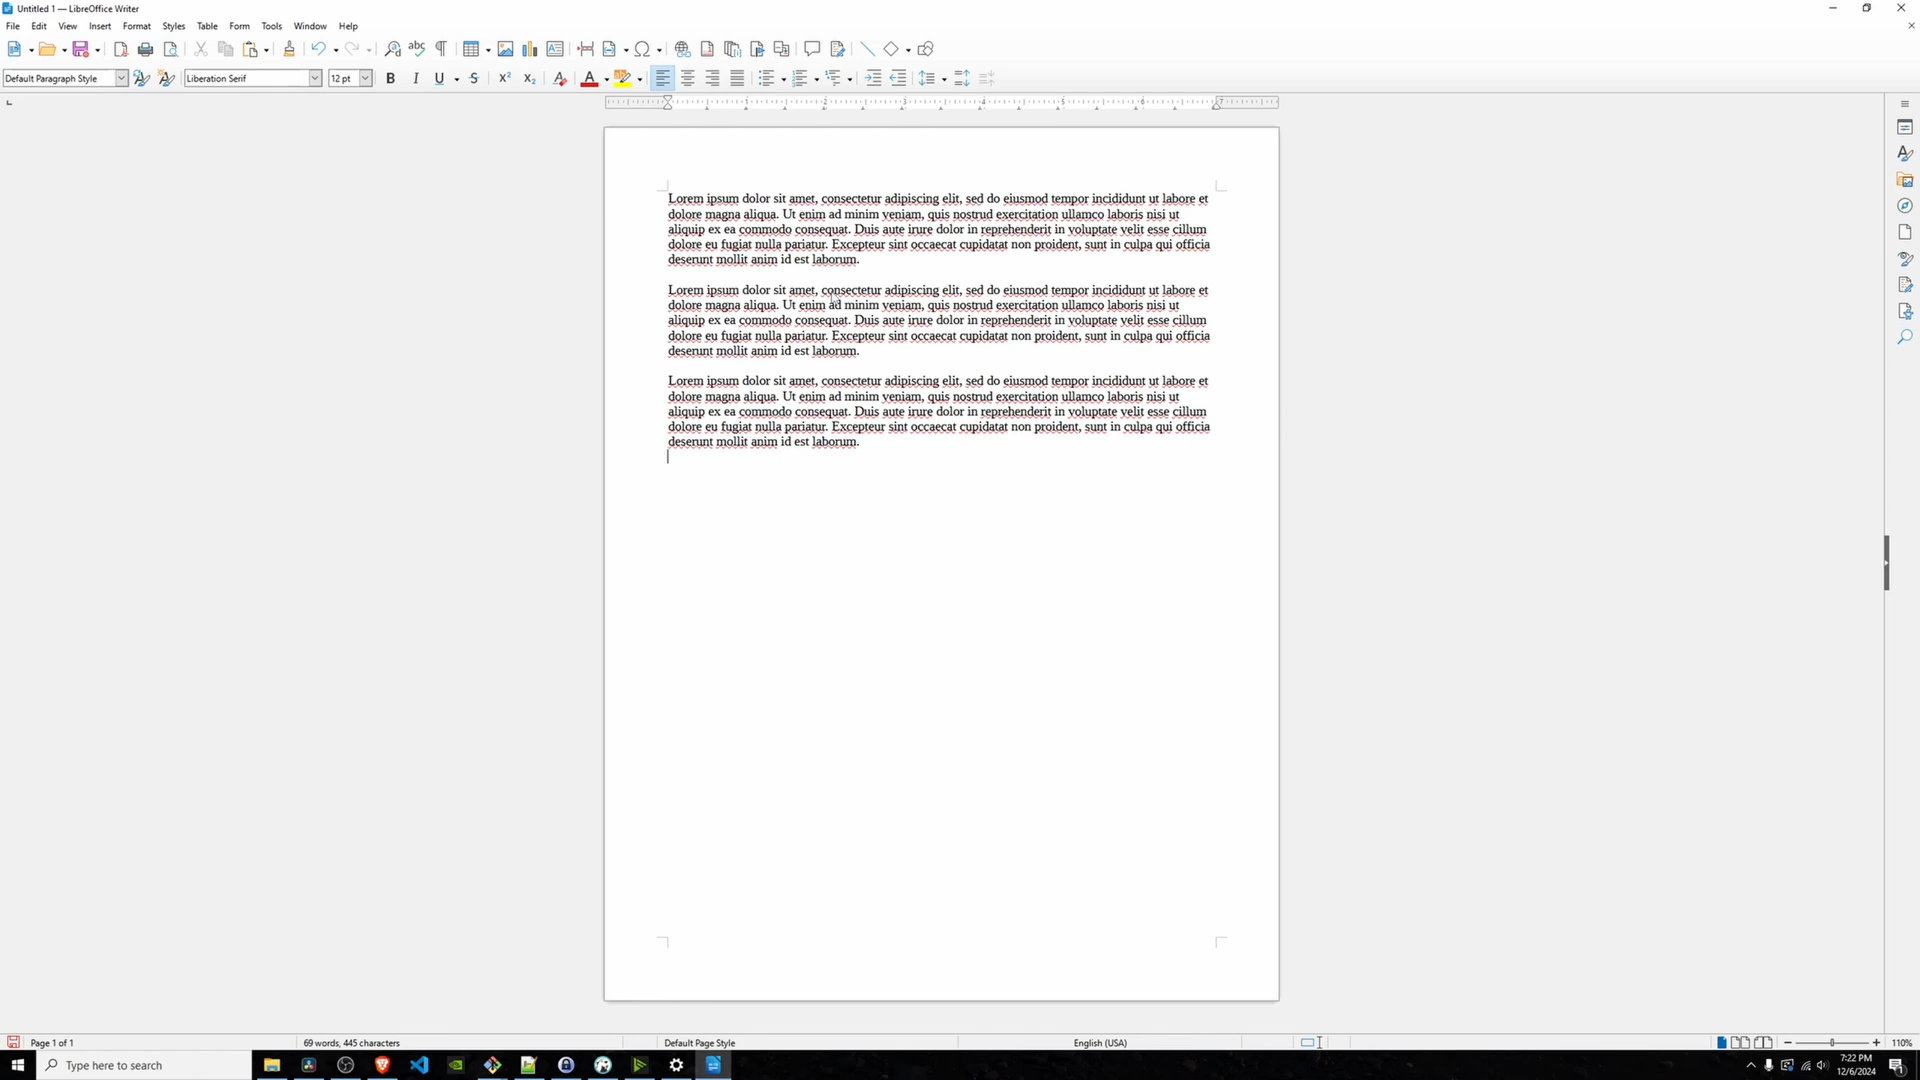 Untitled 1 — LibreOffice Writer
File Edit View Insert Format Styles Table Form Tools Window Help
Default Paragraph Style Liberation Serif 12 pt
1 2 3 4 5 6 7
Lorem ipsum dolor sit amet, consectetur adipiscing elit, sed do eiusmod tempor incididunt ut labore et
dolore magna aliqua. Ut enim ad minim veniam, quis nostrud exercitation ullamco laboris nisi ut
aliquip ex ea commodo consequat. Duis aute irure dolor in reprehenderit in voluptate velit esse cillum
dolore eu fugiat nulla pariatur. Excepteur sint occaecat cupidatat non proident, sunt in culpa qui officia
deserunt mollit anim id est laborum.
Lorem ipsum dolor sit amet, consectetur adipiscing elit, sed do eiusmod tempor incididunt ut labore et
dolore magna aliqua. Ut enim ad minim veniam, quis nostrud exercitation ullamco laboris nisi ut
aliquip ex ea commodo consequat. Duis aute irure dolor in reprehenderit in voluptate velit esse cillum
dolore eu fugiat nulla pariatur. Excepteur sint occaecat cupidatat non proident, sunt in culpa qui officia
deserunt mollit anim id est laborum.
Lorem ipsum dolor sit amet, consectetur adipiscing elit, sed do eiusmod tempor incididunt ut labore et
dolore magna aliqua. Ut enim ad minim veniam, quis nostrud exercitation ullamco laboris nisi ut
aliquip ex ea commodo consequat. Duis aute irure dolor in reprehenderit in voluptate velit esse cillum
dolore eu fugiat nulla pariatur. Excepteur sint occaecat cupidatat non proident, sunt in culpa qui officia
deserunt mollit anim id est laborum.
Page 1 of 1 69 words, 445 characters Default Page Style English (USA) 110%
Type here to search 7:22 PM
12/6/2024